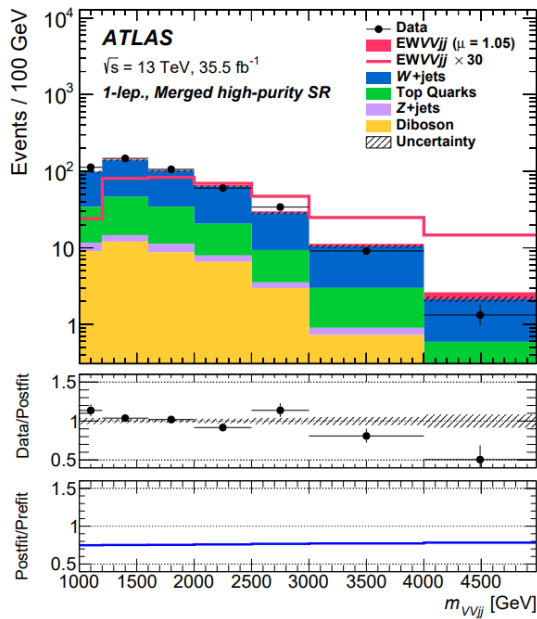 ATLAS
√s = 13 TeV, 35.5 fb⁻¹
1-lep., Merged high-purity SR
Data
EWVVjj (μ = 1.05)
EWVVjj × 30
W+jets
Top Quarks
Z+jets
Diboson
Uncertainty
Events / 100 GeV
10⁴
10³
10²
10
1
Data/Postfit
1.5
1
0.5
Postfit/Prefit
1.5
1
0.5
1000 1500 2000 2500 3000 3500 4000 4500
m_VVjj [GeV]